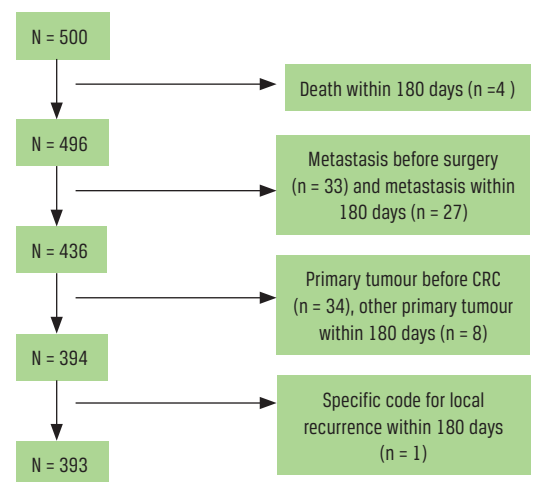 N = 500
Death within 180 days (n =4 )
N = 496
Metastasis before surgery
(n = 33) and metastasis within
180 days (n = 27)
N = 436
Primary tumour before CRC
(n = 34), other primary tumour
within 180 days (n = 8)
N = 394
Specific code for local
recurrence within 180 days
(n = 1)
N = 393